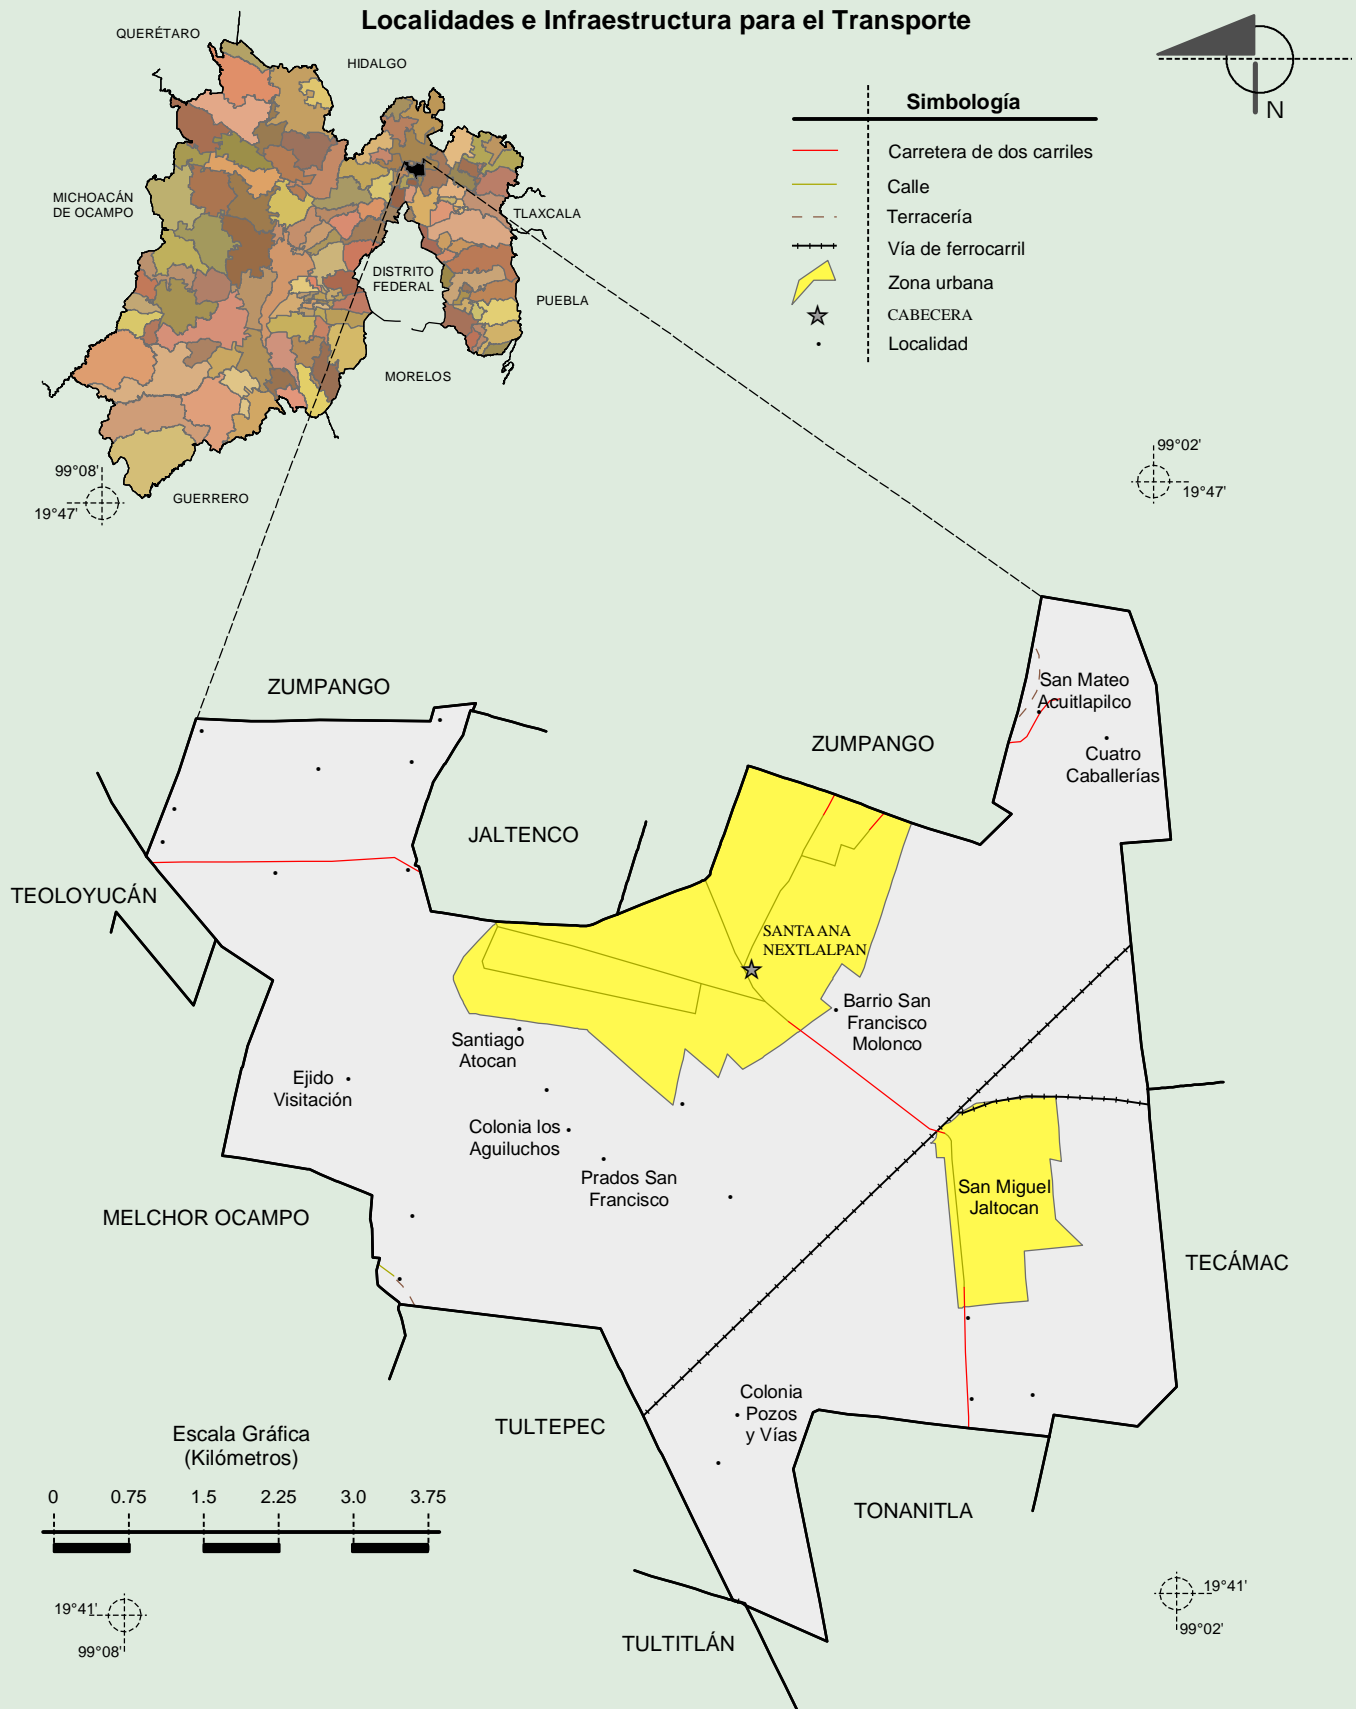 Localidades e Infraestructura para el Transporte
QUERÉTARO
HIDALGO
MICHOACÁN
DE OCAMPO
TLAXCALA
DISTRITO
FEDERAL
PUEBLA
MORELOS
GUERRERO
N
Simbología
Carretera de dos carriles
Calle
Terracería
Vía de ferrocarril
Zona urbana
CABECERA
Localidad
99°08'
19°47'
99°02'
19°47'
ZUMPANGO
San Mateo
Acuitlapilco
ZUMPANGO
Cuatro
Caballerías
JALTENCO
TEOLOYUCÁN
SANTA ANA
NEXTLALPAN
Barrio San
Francisco
Molonco
Santiago
Atocan
Ejido
Visitación
Colonia los
Aguiluchos
Prados San
Francisco
San Miguel
Jaltocan
MELCHOR OCAMPO
TECÁMAC
Colonia
Pozos
y Vías
TULTEPEC
Escala Gráfica
(Kilómetros)
0 0.75 1.5 2.25 3.0 3.75
TONANITLA
19°41'
99°08'
19°41'
99°02'
TULTITLÁN